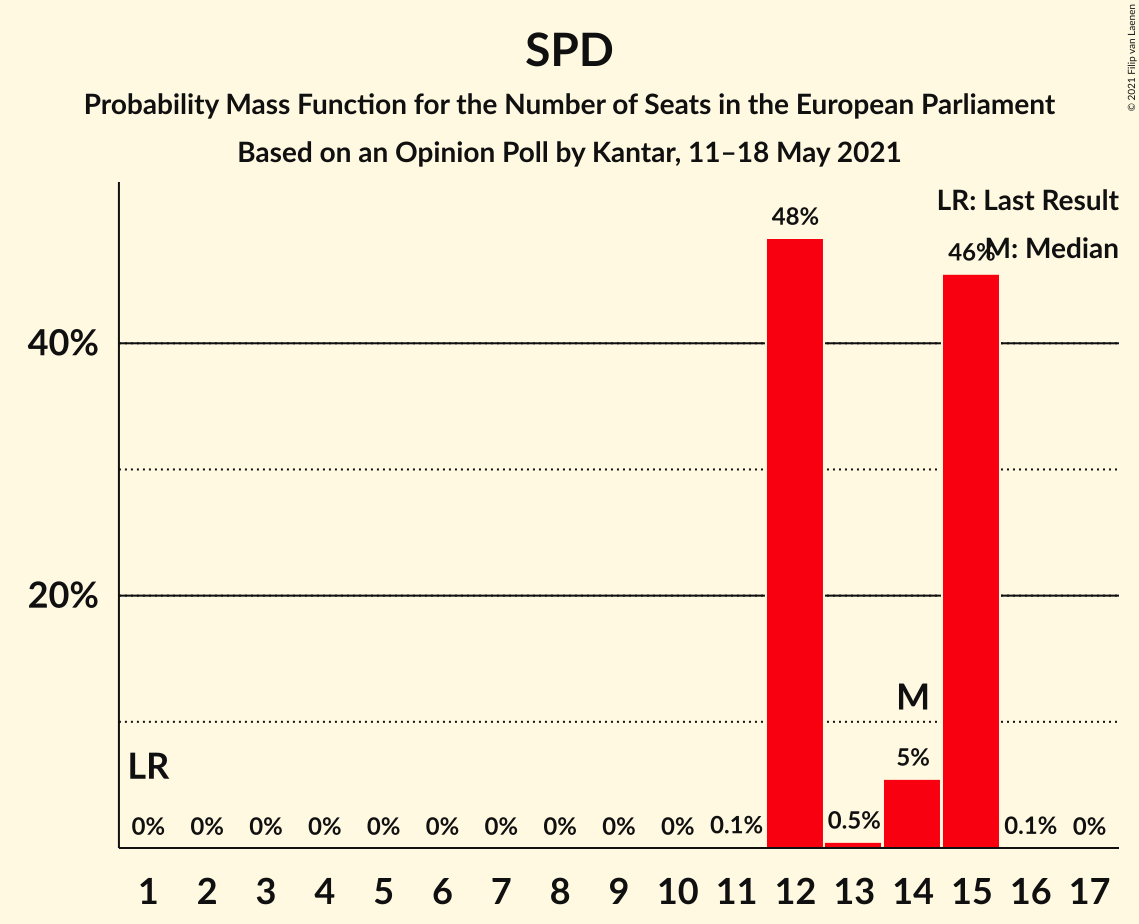 SPD
Probability Mass Function for the Number of Seats in the European Parliament
Based on an Opinion Poll by Kantar, 11–18 May 2021
© 2021 Filip van Laenen
LR: Last Result
M: Median
48%
46%
40%
20%
M
LR
5%
0% 0% 0% 0% 0% 0% 0% 0% 0% 0% 0.1% 0.5% 0.1% 0%
1 2 3 4 5 6 7 8 9 10 11 12 13 14 15 16 17